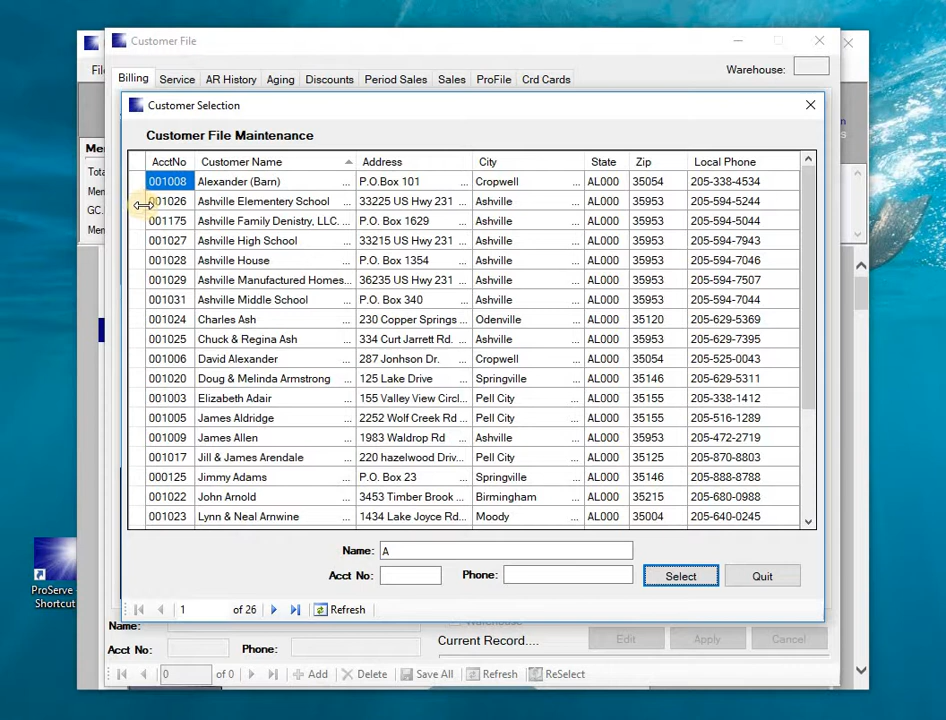 Customer File
File
Billing Service AR History Aging Discounts Period Sales Sales ProFile Crd Cards
Warehouse:
Customer Selection
Customer File Maintenance
AcctNo Customer Name Address City State Zip Local Phone
001008 Alexander (Barn) ... P.O.Box 101 ... Cropwell ... AL000 35054 205-338-4534
001026 Ashville Elementery School ... 33225 US Hwy 231 ... Ashville ... AL000 35953 205-594-5244
001175 Ashville Family Denistry, LLC. ... P.O. Box 1629 ... Ashville ... AL000 35953 205-594-5044
001027 Ashville High School ... 33215 US Hwy 231 ... Ashville ... AL000 35953 205-594-7943
001028 Ashville House ... P.O. Box 1354 ... Ashville ... AL000 35953 205-594-7046
001029 Ashville Manufactured Homes... 36235 US Hwy 231 ... Ashville ... AL000 35953 205-594-7507
001031 Ashville Middle School ... P.O. Box 340 ... Ashville ... AL000 35953 205-594-7044
001024 Charles Ash ... 230 Copper Springs ... Odenville ... AL000 35120 205-629-5369
001025 Chuck & Regina Ash ... 334 Curt Jarrett Rd. ... Ashville ... AL000 35953 205-629-7395
001006 David Alexander ... 287 Jonhson Dr. ... Cropwell ... AL000 35054 205-525-0043
001020 Doug & Melinda Armstrong ... 125 Lake Drive ... Springville ... AL000 35146 205-629-5311
001003 Elizabeth Adair ... 155 Valley View Circl... Pell City ... AL000 35155 205-338-1412
001005 James Aldridge ... 2252 Wolf Creek Rd ... Pell City ... AL000 35155 205-516-1289
001009 James Allen ... 1983 Waldrop Rd ... Ashville ... AL000 35953 205-472-2719
001017 Jill & James Arendale ... 220 hazelwood Driv... Pell City ... AL000 35125 205-870-8803
000125 Jimmy Adams ... P.O. Box 23 ... Springville ... AL000 35146 205-888-8788
001022 John Arnold ... 3453 Timber Brook ... Birmingham ... AL000 35215 205-680-0988
001023 Lynn & Neal Arnwine ... 1434 Lake Joyce Rd... Moody ... AL000 35004 205-640-0245
Name: A
Acct No: Phone: Select Quit
1 of 26 Refresh
Name: Warehouse
Acct No: Phone: Current Record.... Edit Apply Cancel
0 of 0 Add Delete Save All Refresh ReSelect
ProServe -
Shortcut